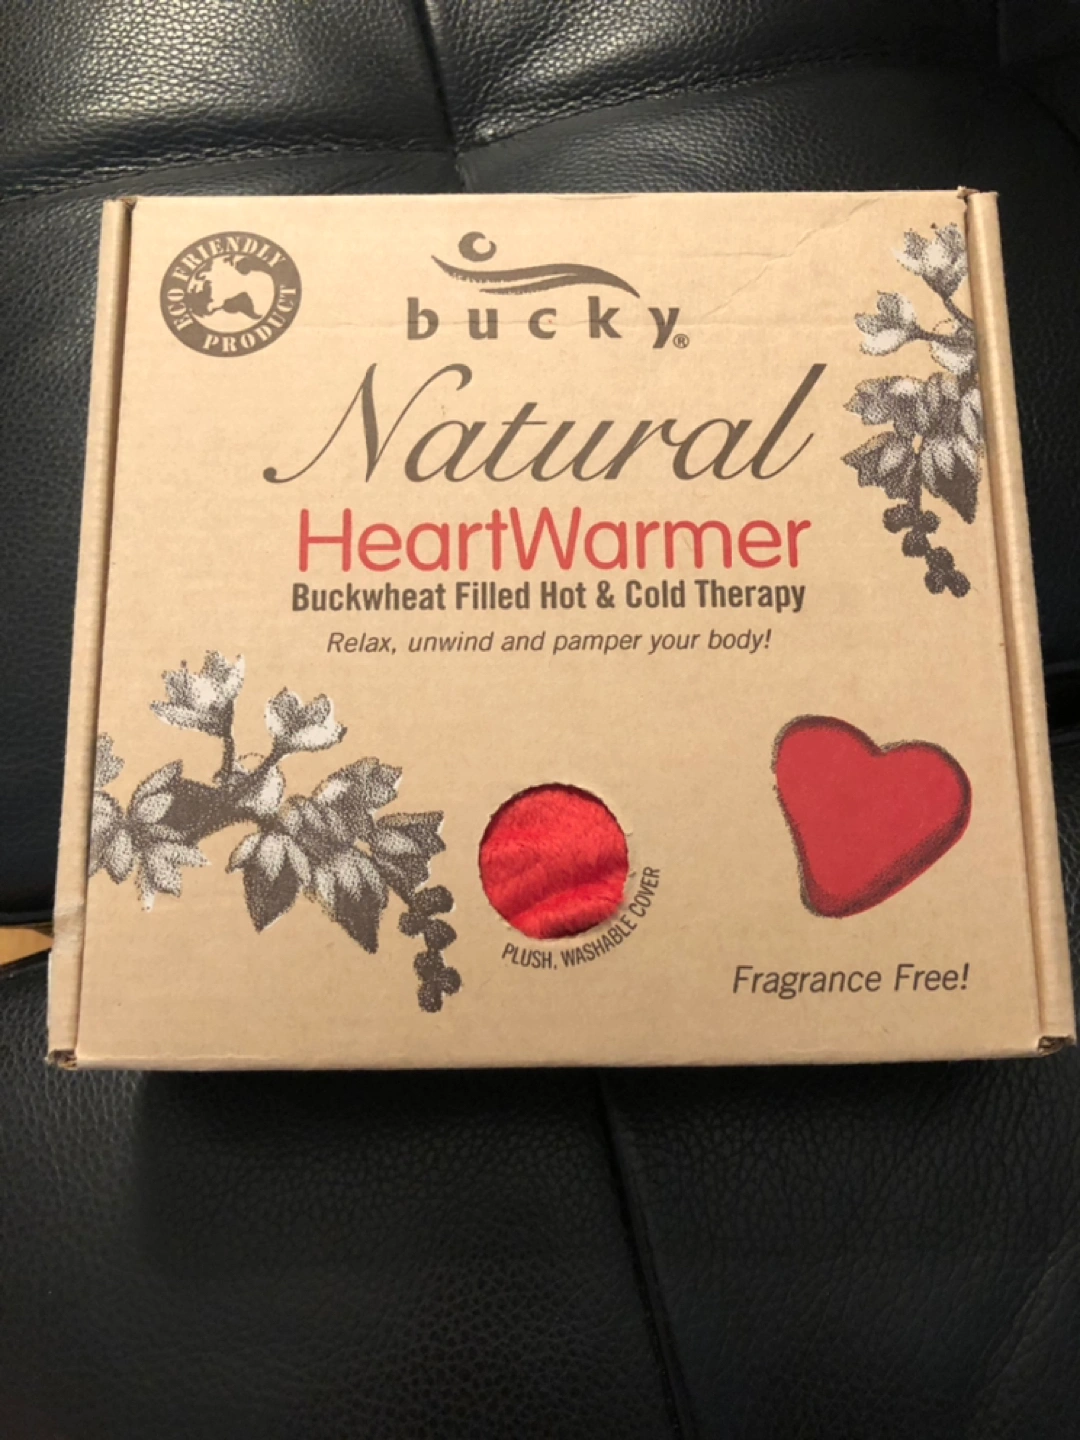 ECO FRIENDLY
PRODUCT
bucky®
Natural
HeartWarmer
Buckwheat Filled Hot & Cold Therapy
Relax, unwind and pamper your body!
PLUSH, WASHABLE COVER
Fragrance Free!